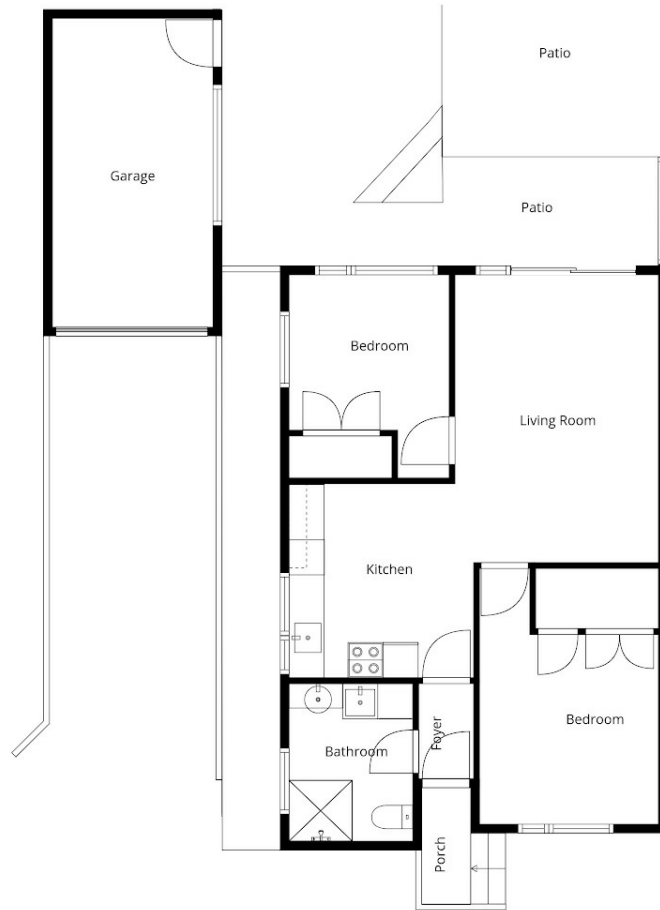 Patio
Garage
Patio
Bedroom
Living Room
Kitchen
Bedroom
Foyer
Bathroom
Porch